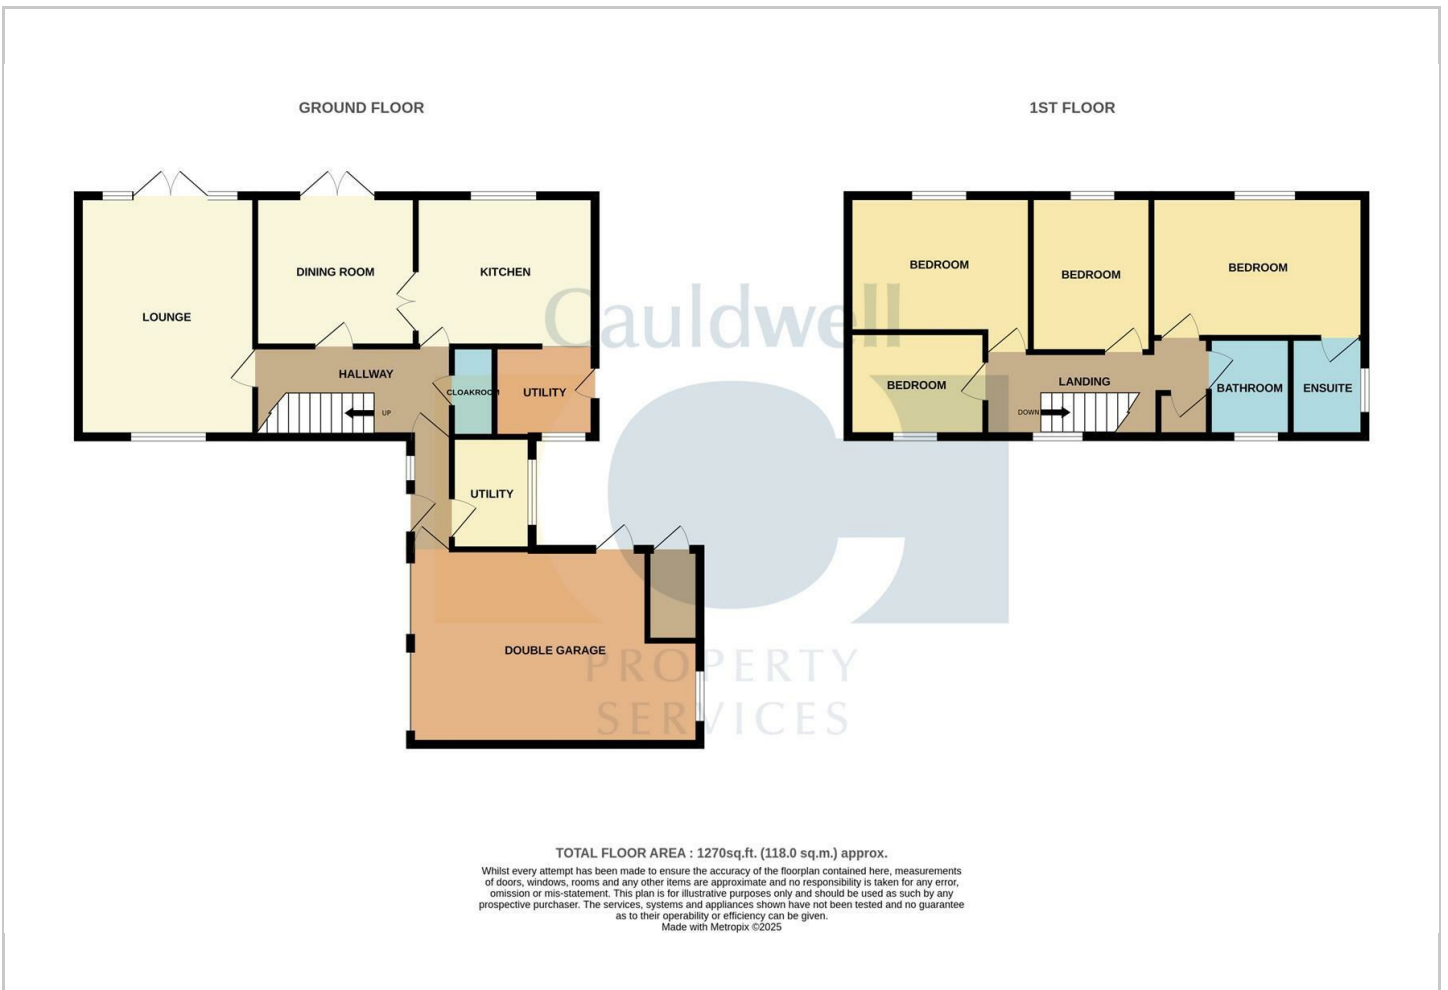 GROUND FLOOR
1ST FLOOR
LOUNGE
DINING ROOM
KITCHEN
HALLWAY
UP
CLOAKROOM
UTILITY
UTILITY
DOUBLE GARAGE
BEDROOM
BEDROOM
BEDROOM
BEDROOM
LANDING
DOWN
BATHROOM
ENSUITE
Cauldwell
PROPERTY
SERVICES
TOTAL FLOOR AREA : 1270sq.ft. (118.0 sq.m.) approx.
Whilst every attempt has been made to ensure the accuracy of the floorplan contained here, measurements
of doors, windows, rooms and any other items are approximate and no responsibility is taken for any error,
omission or mis-statement. This plan is for illustrative purposes only and should be used as such by any
prospective purchaser. The services, systems and appliances shown have not been tested and no guarantee
as to their operability or efficiency can be given.
Made with Metropix ©2025